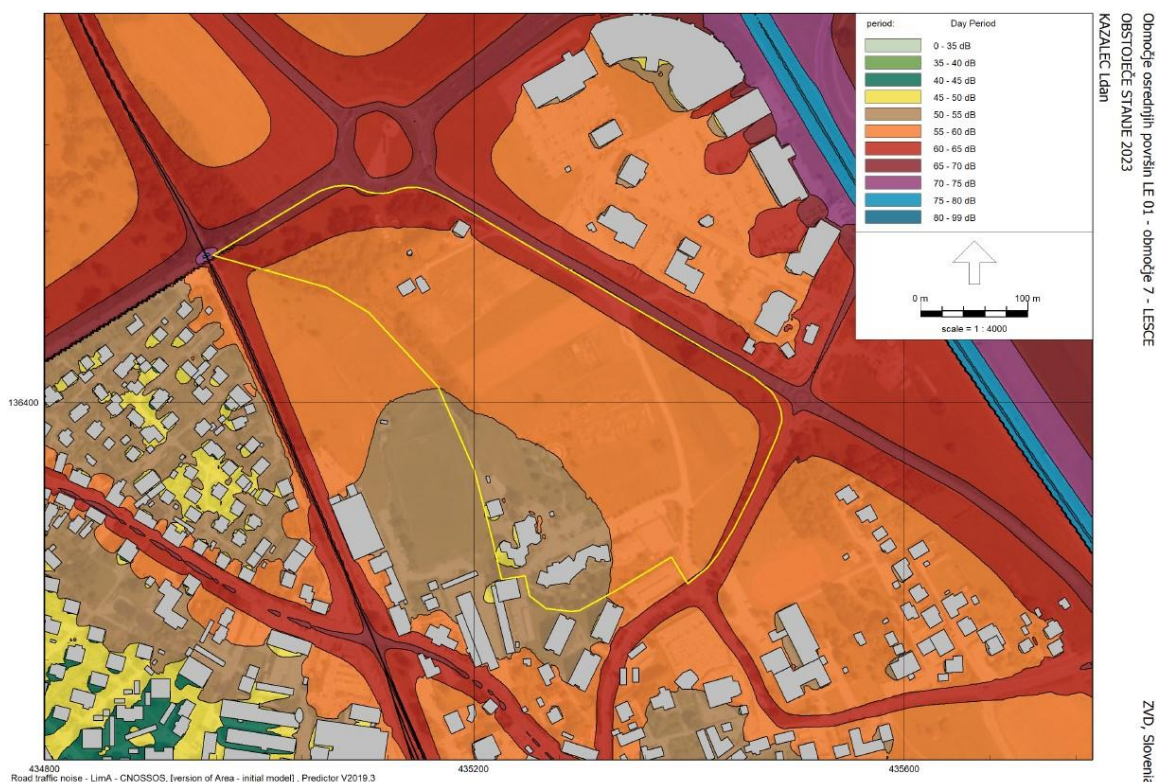 period: Day Period
0 - 35 dB
35 - 40 dB
40 - 45 dB
45 - 50 dB
50 - 55 dB
55 - 60 dB
60 - 65 dB
65 - 70 dB
70 - 75 dB
75 - 80 dB
80 - 99 dB
0 m 100 m
scale = 1 : 4000
Območje osrednjih površin LE 01 - območje 7 - LESCE
OBSTOJEČE STANJE 2023
KAZALEC Ldan
136400
434800 435200 435600
Road traffic noise - LimA - CNOSSOS, [version of Area - initial model] , Predictor V2019.3
ZVD, Slovenia